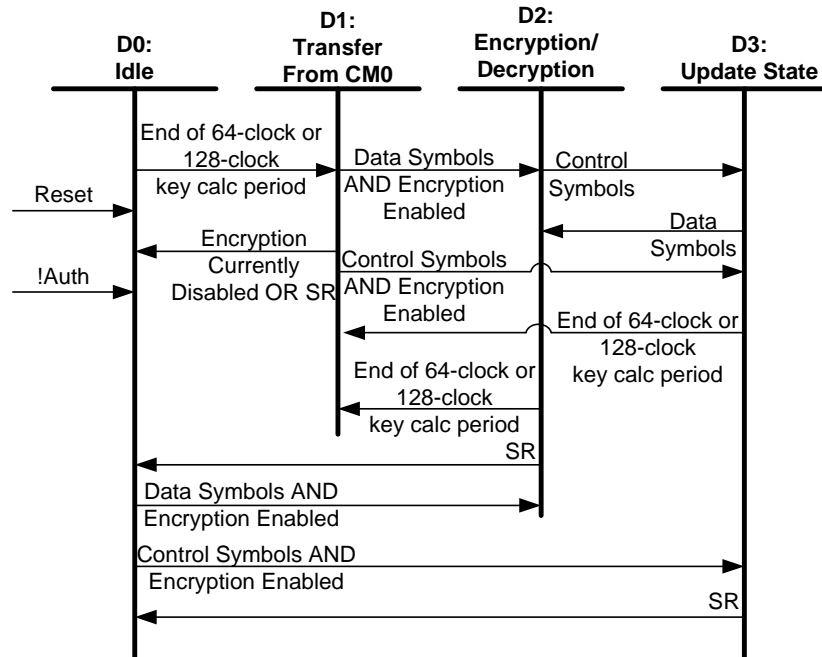 D0:
Idle
D1:
Transfer
From CM0
D2:
Encryption/
Decryption
D3:
Update State
End of 64-clock or
128-clock
key calc period
Data Symbols
AND Encryption
Enabled
Control
Symbols
Reset
Data
Symbols
Encryption
Currently
Disabled OR SR
Control Symbols
AND Encryption
Enabled
!Auth
End of 64-clock or
128-clock
key calc period
End of 64-clock or
128-clock
key calc period
SR
Data Symbols AND
Encryption Enabled
Control Symbols AND
Encryption Enabled
SR